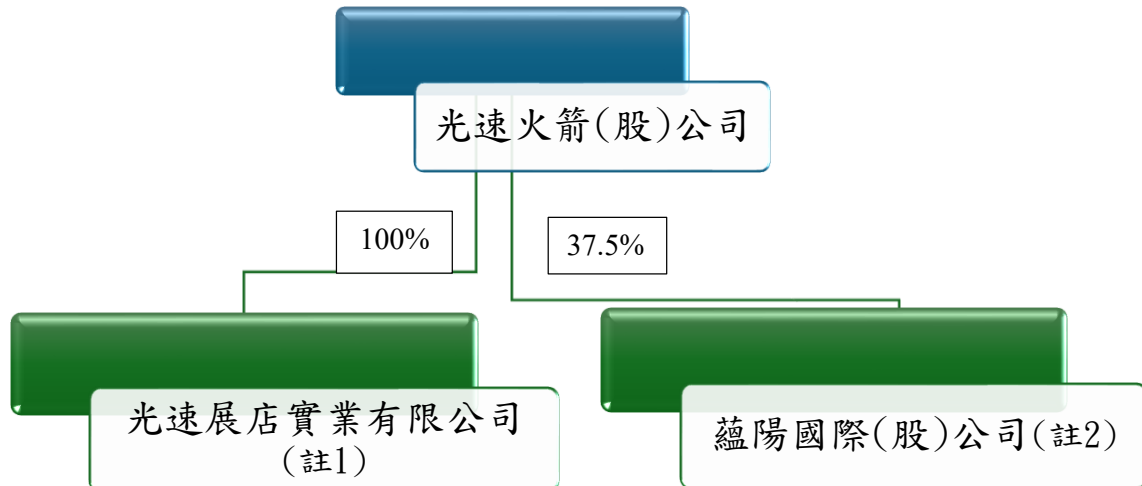 光速火箭(股)公司
100%
37.5%
光速展店實業有限公司
(註1)
蘊陽國際(股)公司(註2)